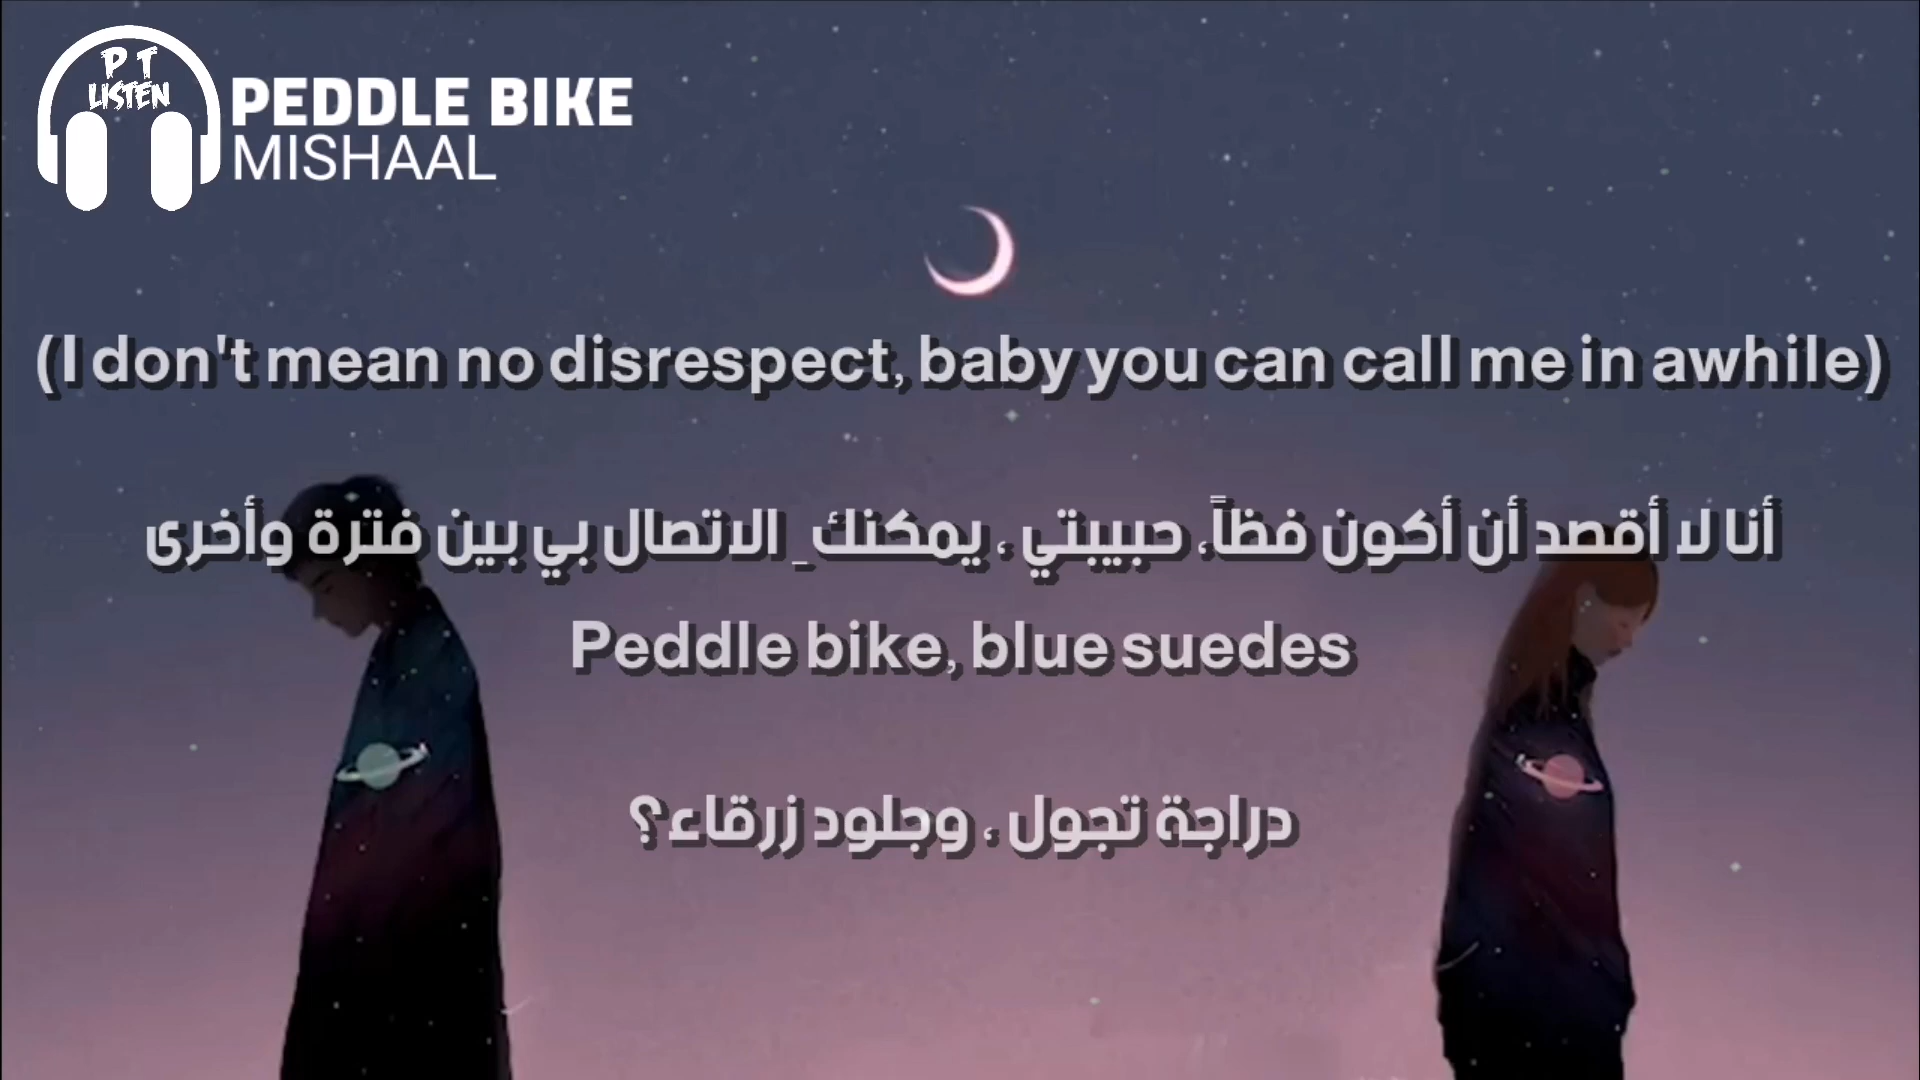 P T
LISTEN
PEDDLE BIKE
MISHAAL
(I don't mean no disrespect, baby you can call me in awhile)
أنا لا أقصد أن أكون فظاً، حبيبتي ، يمكنك ِ الاتصال بي بين فترة وأخرى
Peddle bike, blue suedes
دراجة تجول ، وجلود زرقاء؟